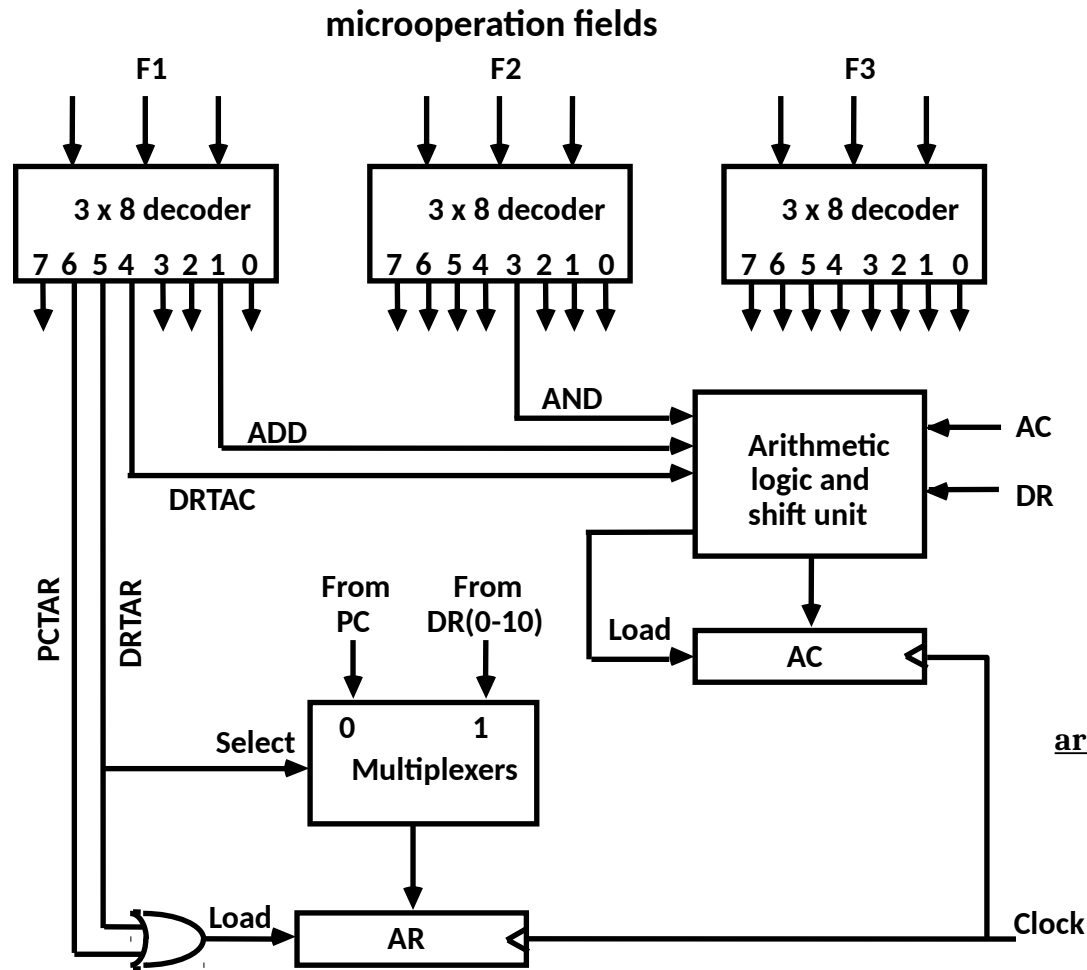 microoperation fields
F1 F2 F3
3 x 8 decoder 3 x 8 decoder 3 x 8 decoder
7 6 5 4 3 2 1 0 7 6 5 4 3 2 1 0 7 6 5 4 3 2 1 0
AND
ADD
DRTAC
Arithmetic
logic and
shift unit
AC
DR
PCTAR
DRTAR
From
PC
From
DR(0-10)
Load
AC
0 1
Select
Multiplexers
ar
Load
AR
Clock